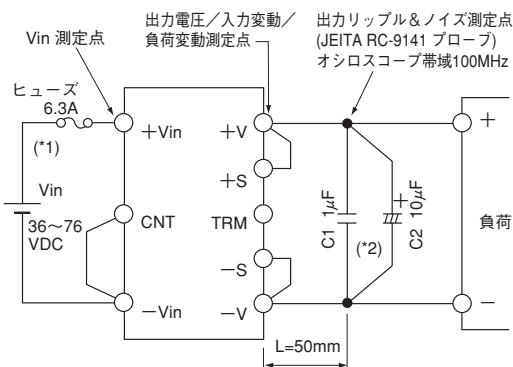 出力電圧／入力変動／
負荷変動測定点
出力リップル＆ノイズ測定点
(JEITA RC-9141 プローブ)
オシロスコープ帯域100MHz
Vin 測定点
ヒューズ
6.3A
(*1)
Vin
36～76
VDC
+Vin
CNT
−Vin
+V
+S
TRM
−S
−V
C1 1μF
(*2)
+
C2 10μF
+
負荷
−
L=50mm